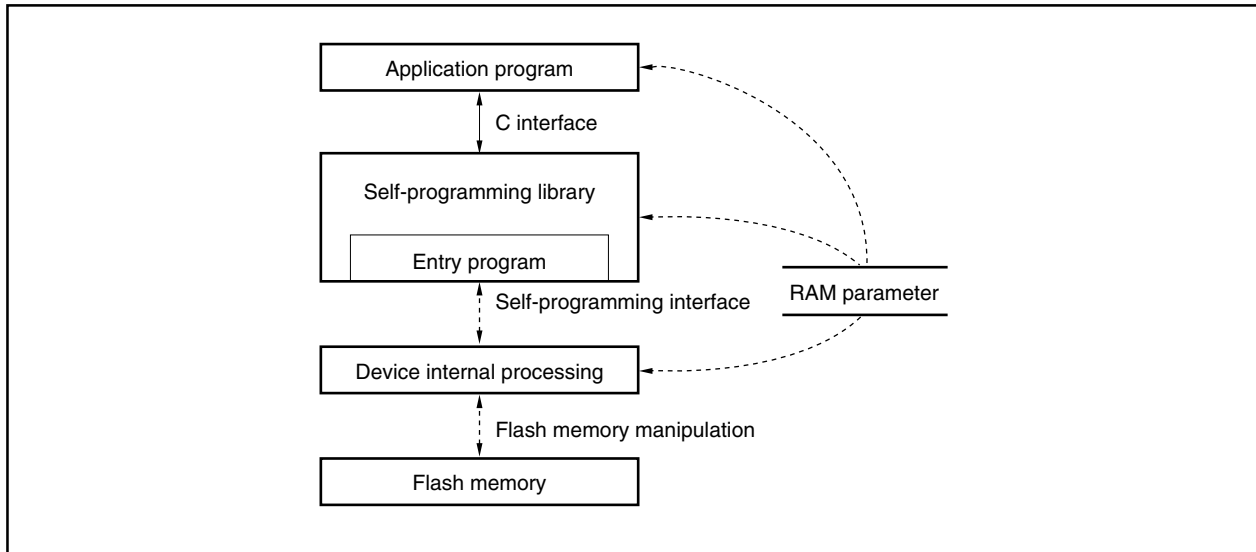 Application program
C interface
Self-programming library
Entry program
Self-programming interface
RAM parameter
Device internal processing
Flash memory manipulation
Flash memory